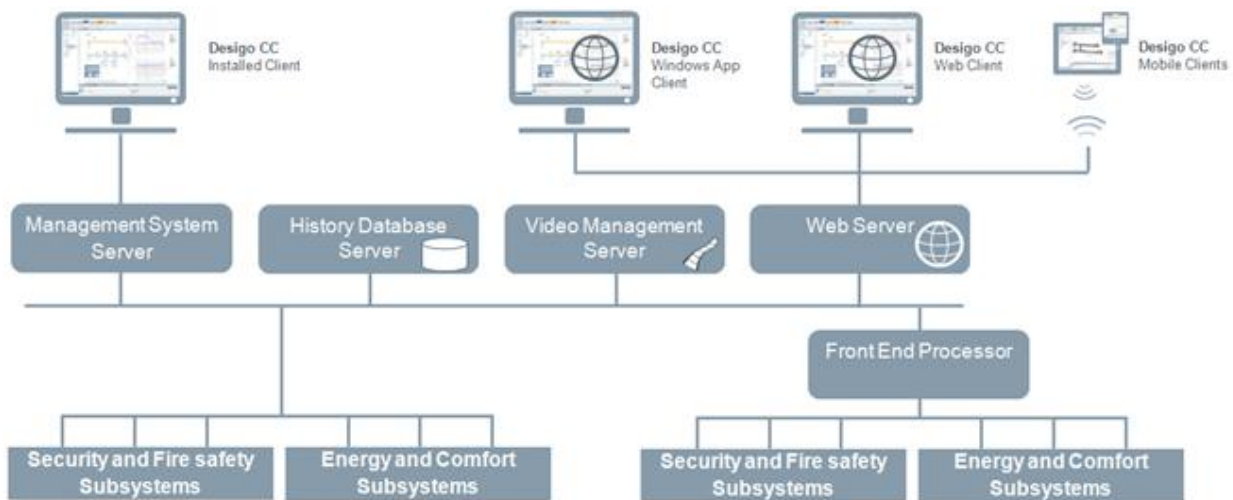 Desigo CC
Installed Client
Desigo CC
Windows App
Client
Desigo CC
Web Client
Desigo CC
Mobile Clients
Management System
Server
History Database
Server
Video Management
Server
Web Server
Front End Processor
Security and Fire safety
Subsystems
Energy and Comfort
Subsystems
Security and Fire safety
Subsystems
Energy and Comfort
Subsystems